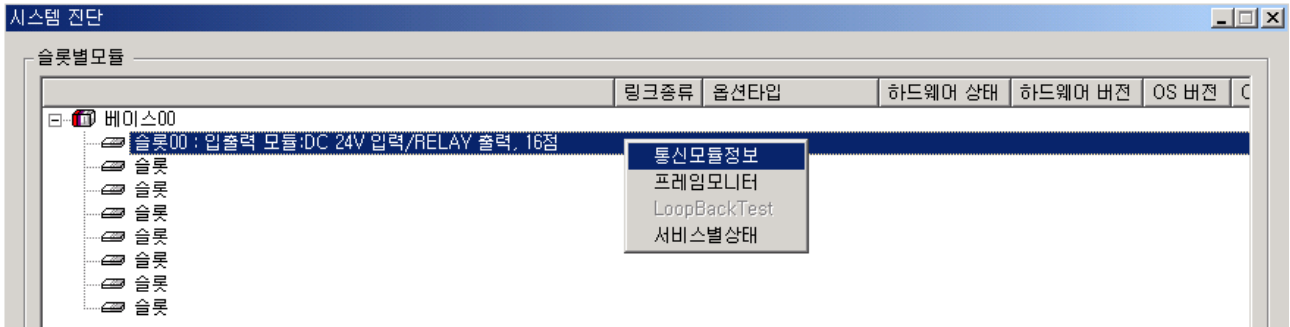 시스템 진단
슬롯별모듈
링크종류 옵션타입 하드웨어 상태 하드웨어 버전 OS 버전
베이스00
슬롯00 : 입출력 모듈:DC 24V 입력/RELAY 출력, 16점
통신모듈정보
슬롯
프레임모니터
슬롯
LoopBackTest
슬롯
서비스별상태
슬롯
슬롯
슬롯
슬롯